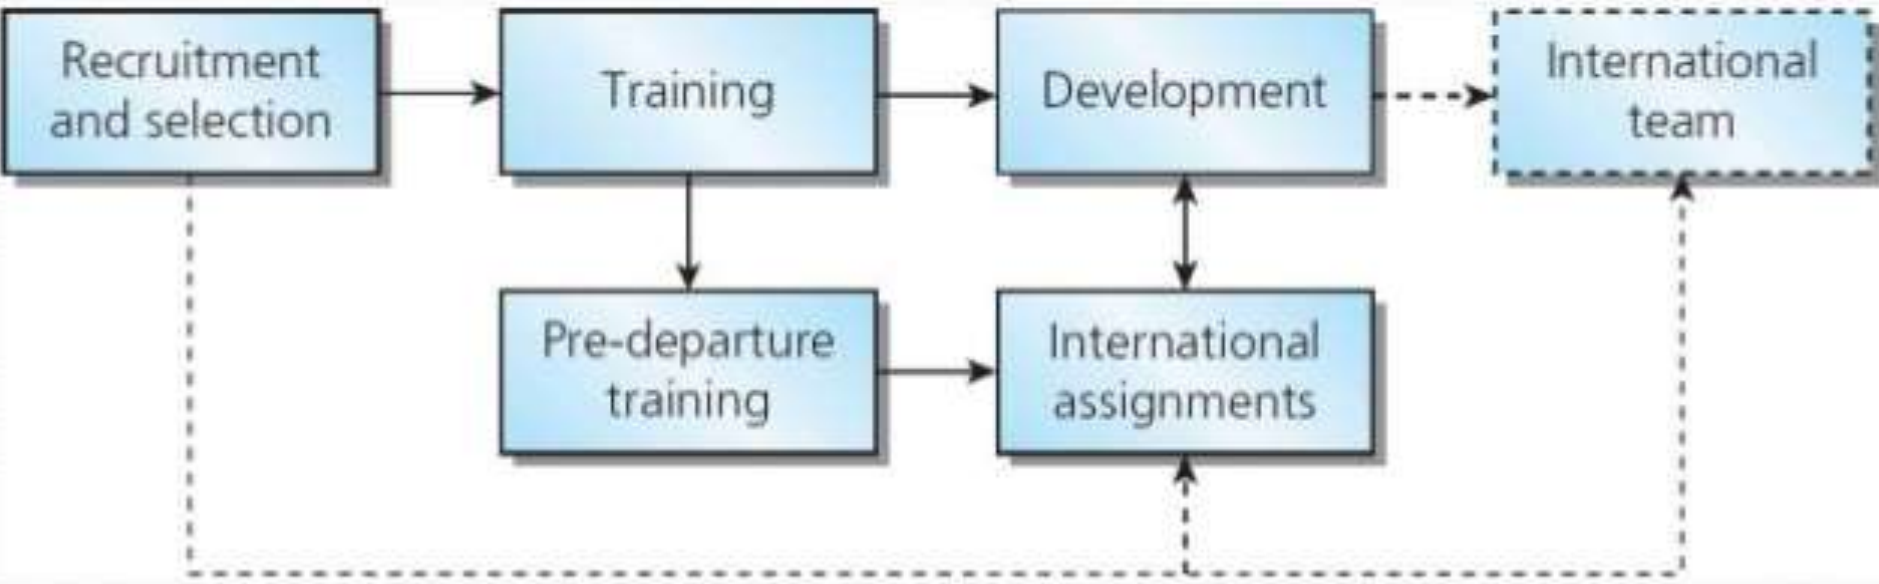 Recruitment
and selection
Training
Development
International
team
Pre-departure
training
International
assignments